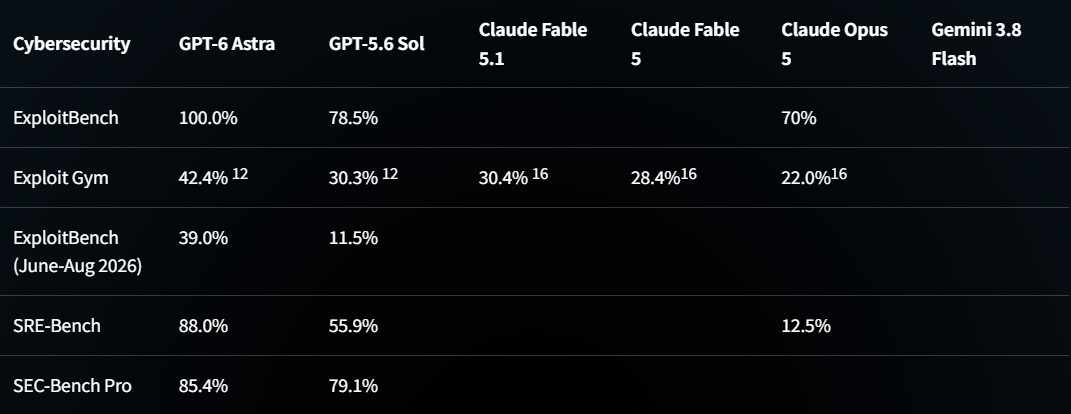 Cybersecurity GPT-6 Astra GPT-5.6 Sol Claude Fable 5.1 Claude Fable 5 Claude Opus 5 Gemini 3.8 Flash
ExploitBench 100.0% 78.5% 70%
Exploit Gym 42.4% 12 30.3% 12 30.4% 16 28.4%16 22.0%16
ExploitBench (June-Aug 2026) 39.0% 11.5%
SRE-Bench 88.0% 55.9% 12.5%
SEC-Bench Pro 85.4% 79.1%